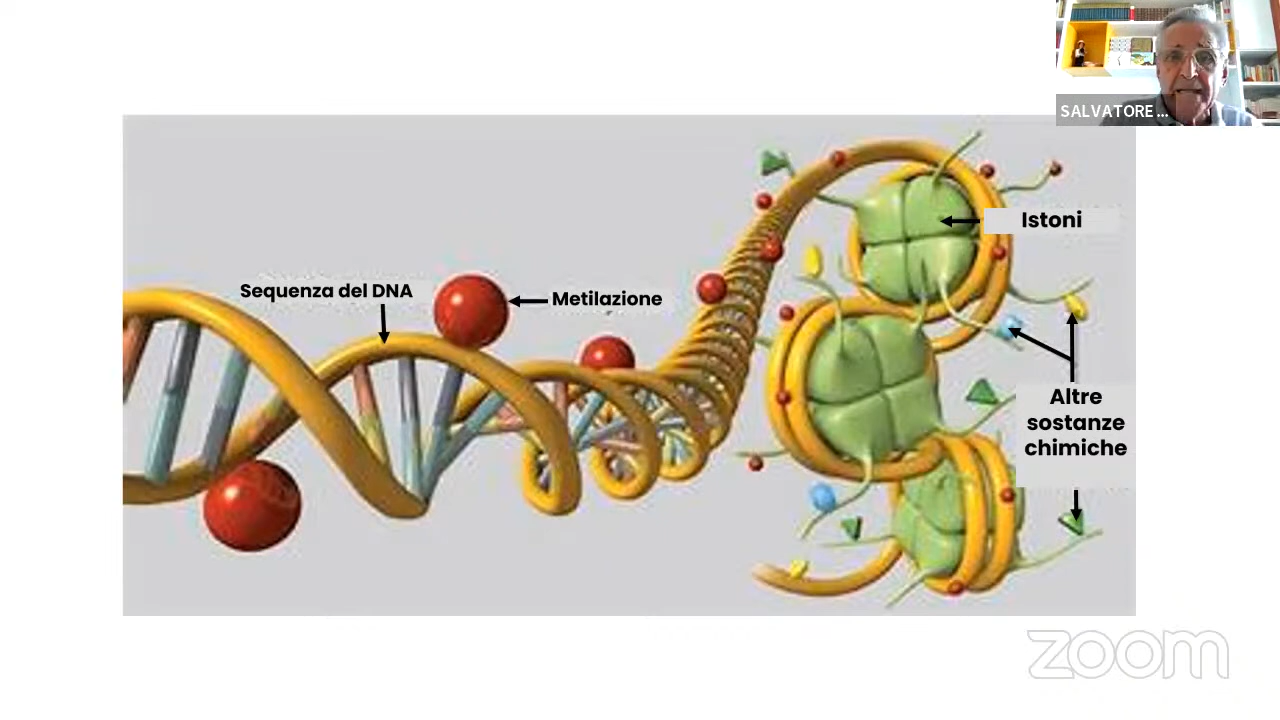 SALVATORE ...
Istoni
Sequenza del DNA
Metilazione
Altre
sostanze
chimiche
zoom